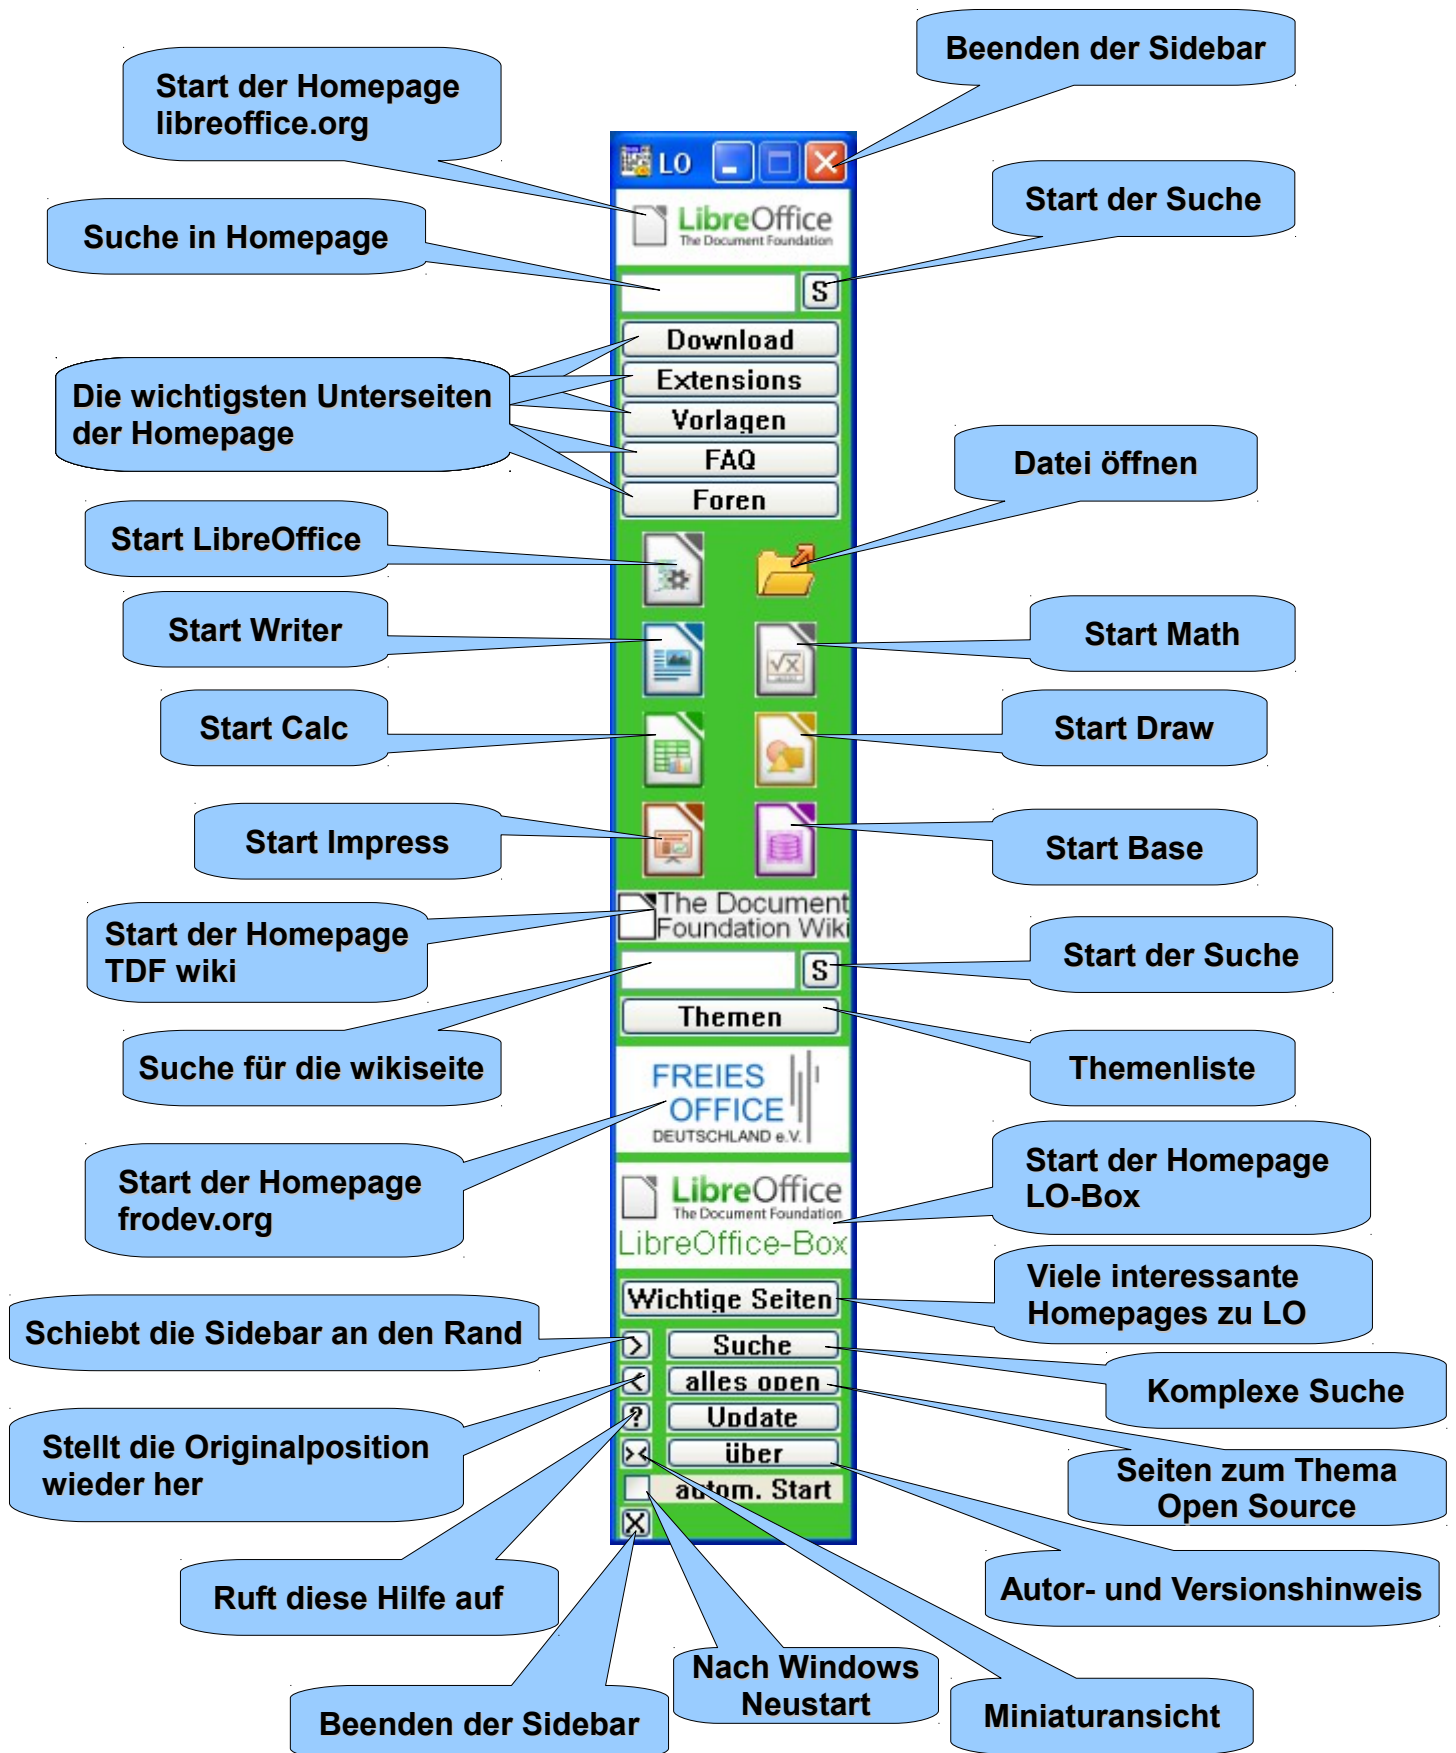 Beenden der Sidebar
Start der Homepage
libreoffice.org
LO
Start der Suche
LibreOffice
The Document Foundation
Suche in Homepage
S
Download
Extensions
Die wichtigsten Unterseiten
der Homepage
Vorlagen
FAQ
Datei öffnen
Foren
Start LibreOffice
Start Writer
Start Math
Start Calc
Start Draw
Start Impress
Start Base
The Document
Foundation Wiki
Start der Homepage
TDF wiki
Start der Suche
S
Themen
Suche für die wikiseite
Themenliste
FREIES
OFFICE
DEUTSCHLAND e.V.
Start der Homepage
frodev.org
Start der Homepage
LO-Box
LibreOffice
The Document Foundation
LibreOffice-Box
Viele interessante
Homepages zu LO
Wichtige Seiten
Schiebt die Sidebar an den Rand
>
Suche
Komplexe Suche
<
alles open
Stellt die Originalposition
wieder her
?
Update
><
über
Seiten zum Thema
Open Source
autom. Start
X
Ruft diese Hilfe auf
Autor- und Versionshinweis
Nach Windows
Neustart
Beenden der Sidebar
Miniaturansicht